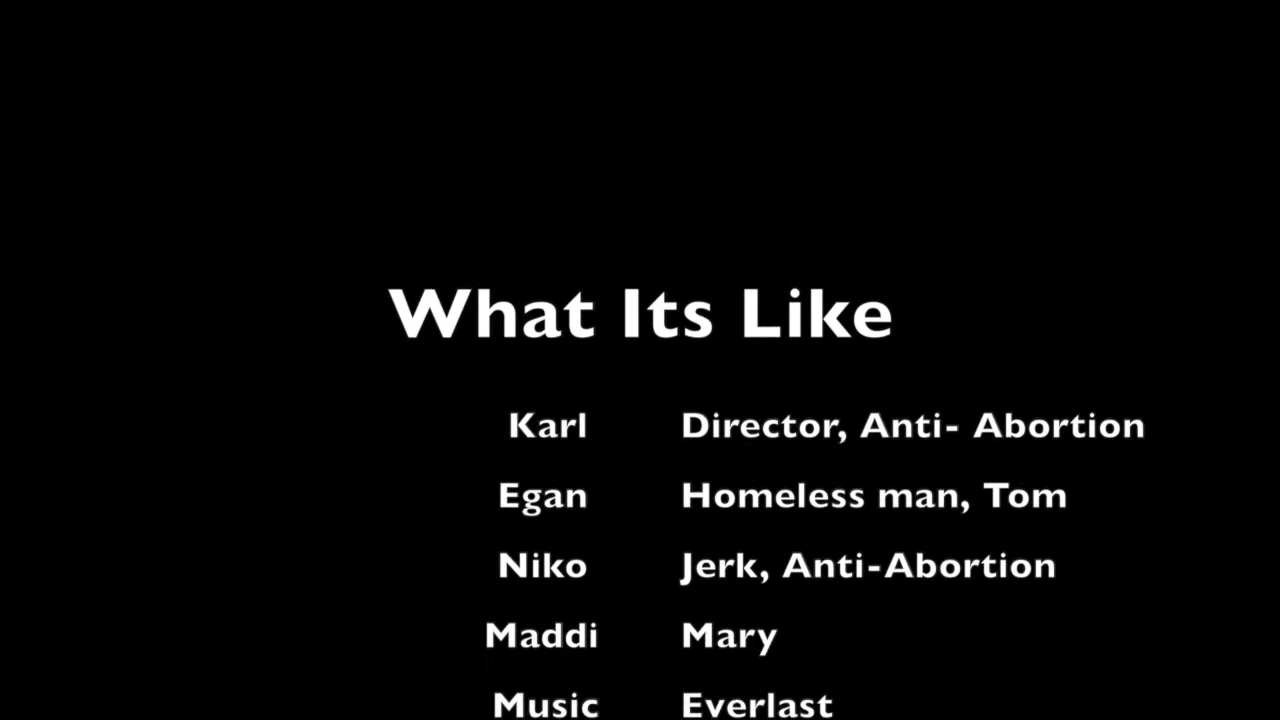 What Its Like
Karl Director, Anti- Abortion
Egan Homeless man, Tom
Niko Jerk, Anti-Abortion
Maddi Mary
Music Everlast